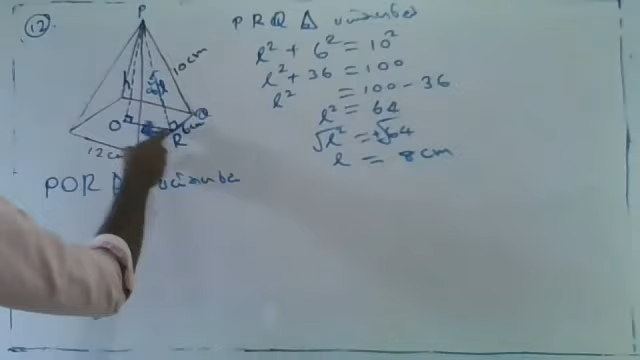 12
P
10cm
h
l
O
Q
6cm
R
12cm
PRQ Δ
l² + 6² = 10²
l² + 36 = 100
l² = 100 - 36
l² = 64
√l² = ±√64
l = 8cm
POR Δ